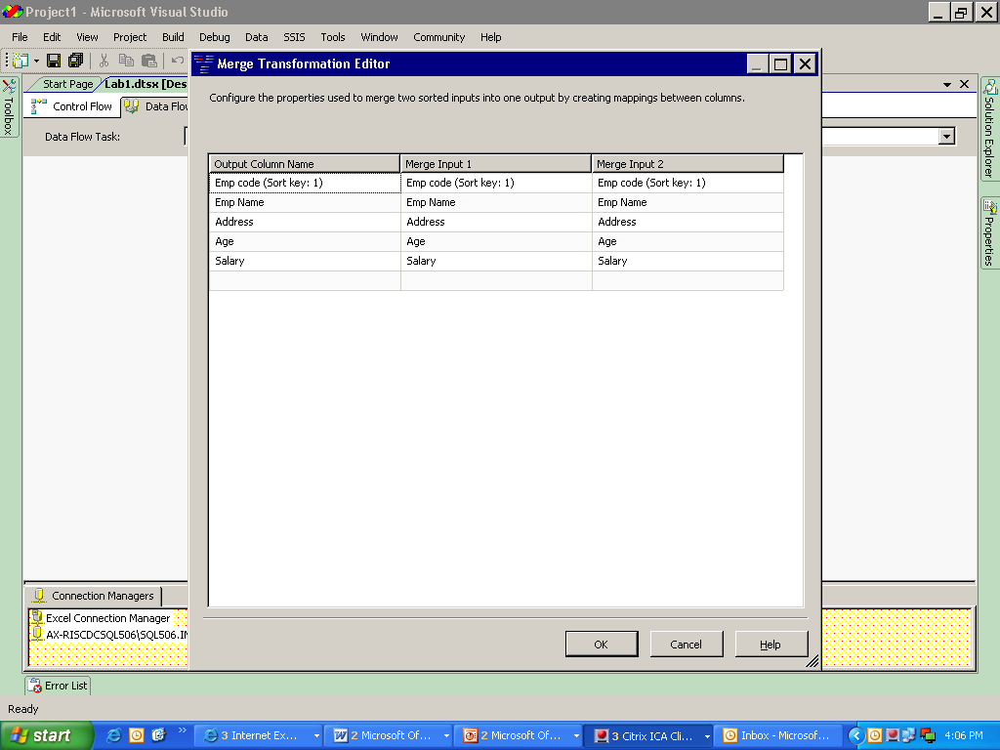 Project1 - Microsoft Visual Studio
File Edit View Project Build Debug Data SSIS Tools Window Community Help
Start Page Lab1.dtsx [Des
Control Flow Data Flo
Data Flow Task:
Toolbox
Merge Transformation Editor
Configure the properties used to merge two sorted inputs into one output by creating mappings between columns.
Output Column Name Merge Input 1 Merge Input 2
Emp code (Sort key: 1) Emp code (Sort key: 1) Emp code (Sort key: 1)
Emp Name Emp Name Emp Name
Address Address Address
Age Age Age
Salary Salary Salary
OK Cancel Help
Solution Explorer
Properties
Connection Managers
Excel Connection Manager
AX-RISCDCSQL506\SQL506.IN
Error List
Ready
start 3 Internet Ex... 2 Microsoft Of... 2 Microsoft Of... 3 Citrix ICA Cli... Inbox - Microsof... 4:06 PM